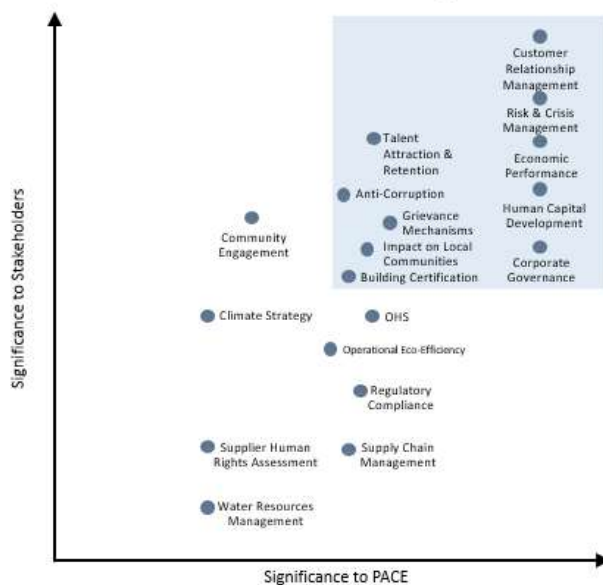 Significance to Stakeholders
Customer
Relationship
Management
Risk & Crisis
Management
Talent
Attraction &
Retention
Economic
Performance
Anti-Corruption
Human Capital
Development
Grievance
Mechanisms
Community
Engagement
Impact on Local
Communities
Corporate
Governance
Building Certification
Climate Strategy
OHS
Operational Eco-Efficiency
Regulatory
Compliance
Supplier Human
Rights Assessment
Supply Chain
Management
Water Resources
Management
Significance to PACE